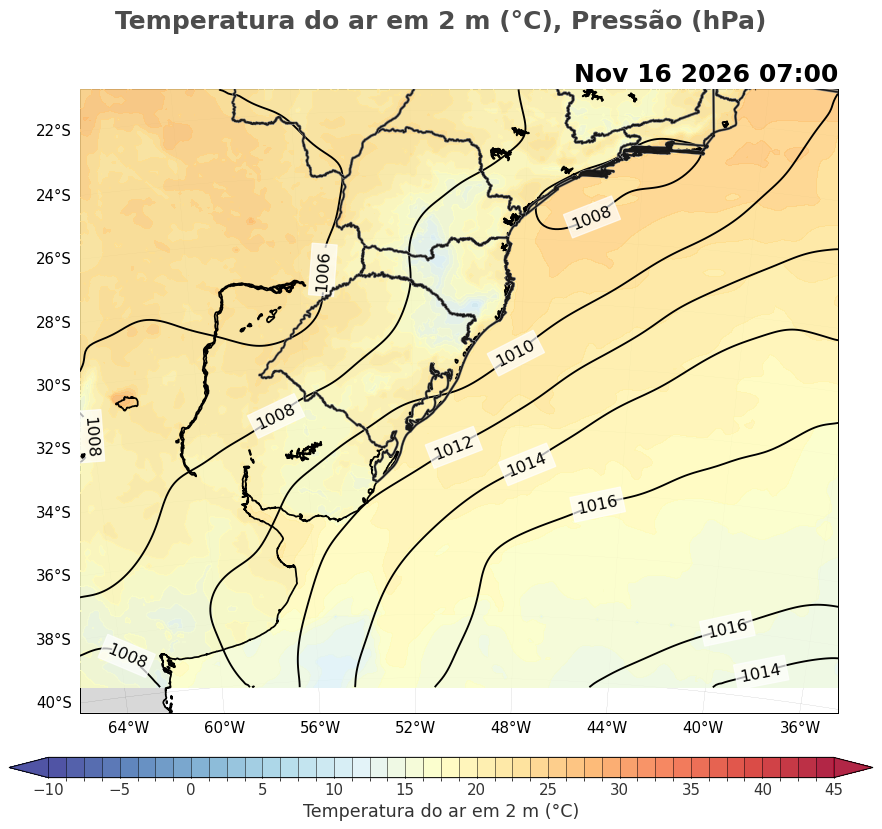 Temperatura do ar em 2 m (°C), Pressão (hPa)
Nov 16 2026 07:00
22°S
24°S
1008
26°S
1006
28°S
1010
30°S
1008
1008
32°S
1012
1014
34°S
1016
36°S
38°S
1016
1008
1014
40°S
64°W 60°W 56°W 52°W 48°W 44°W 40°W 36°W
−10 −5 0 5 10 15 20 25 30 35 40 45
Temperatura do ar em 2 m (°C)